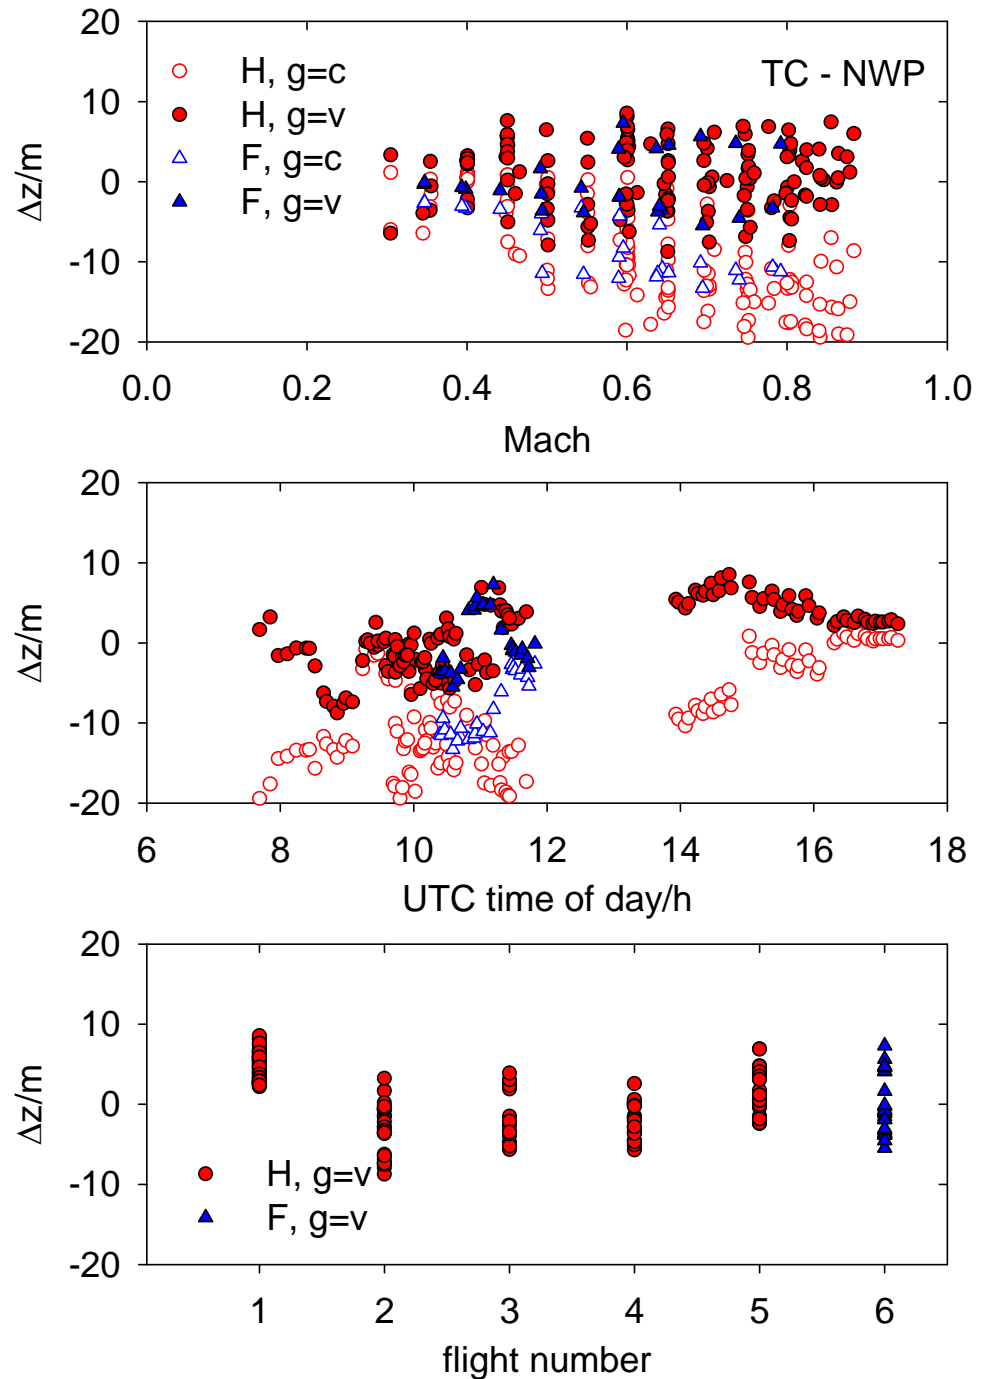 20
10
0
-10
-20
Δz/m
H, g=c
H, g=v
F, g=c
F, g=v
TC - NWP
0.0 0.2 0.4 0.6 0.8 1.0
Mach
20
10
0
-10
-20
Δz/m
6 8 10 12 14 16 18
UTC time of day/h
20
10
0
-10
-20
Δz/m
H, g=v
F, g=v
1 2 3 4 5 6
flight number